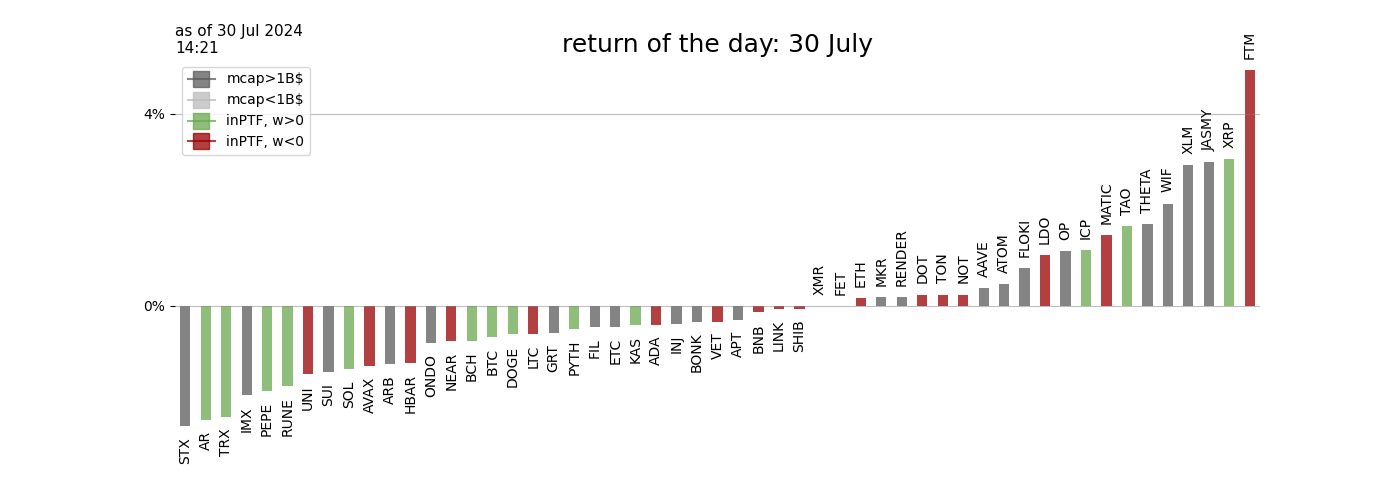 as of 30 Jul 2024
14:21
return of the day: 30 July
mcap>1B$
mcap<1B$
inPTF, w>0
inPTF, w<0
4%
0%
STX
AR
TRX
IMX
PEPE
RUNE
UNI
SUI
SOL
AVAX
ARB
HBAR
ONDO
NEAR
BCH
BTC
DOGE
LTC
GRT
PYTH
FIL
ETC
KAS
ADA
INJ
BONK
VET
APT
BNB
LINK
SHIB
XMR
FET
ETH
MKR
RENDER
DOT
TON
NOT
AAVE
ATOM
FLOKI
LDO
OP
ICP
MATIC
TAO
THETA
WIF
XLM
JASMY
XRP
FTM